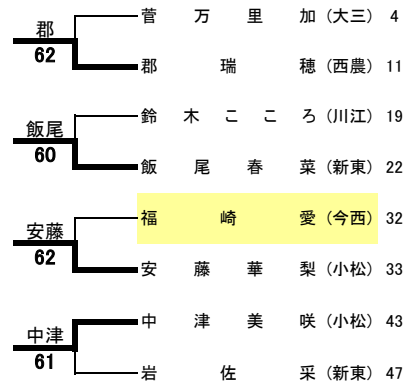 菅万里加（大三）4
郡
62
郡瑞穂（西農）11
鈴木こころ（川江）19
飯尾
60
飯尾春菜（新東）22
福崎愛（今西）32
安藤
62
安藤華梨（小松）33
中津美咲（小松）43
中津
61
岩佐采（新東）47